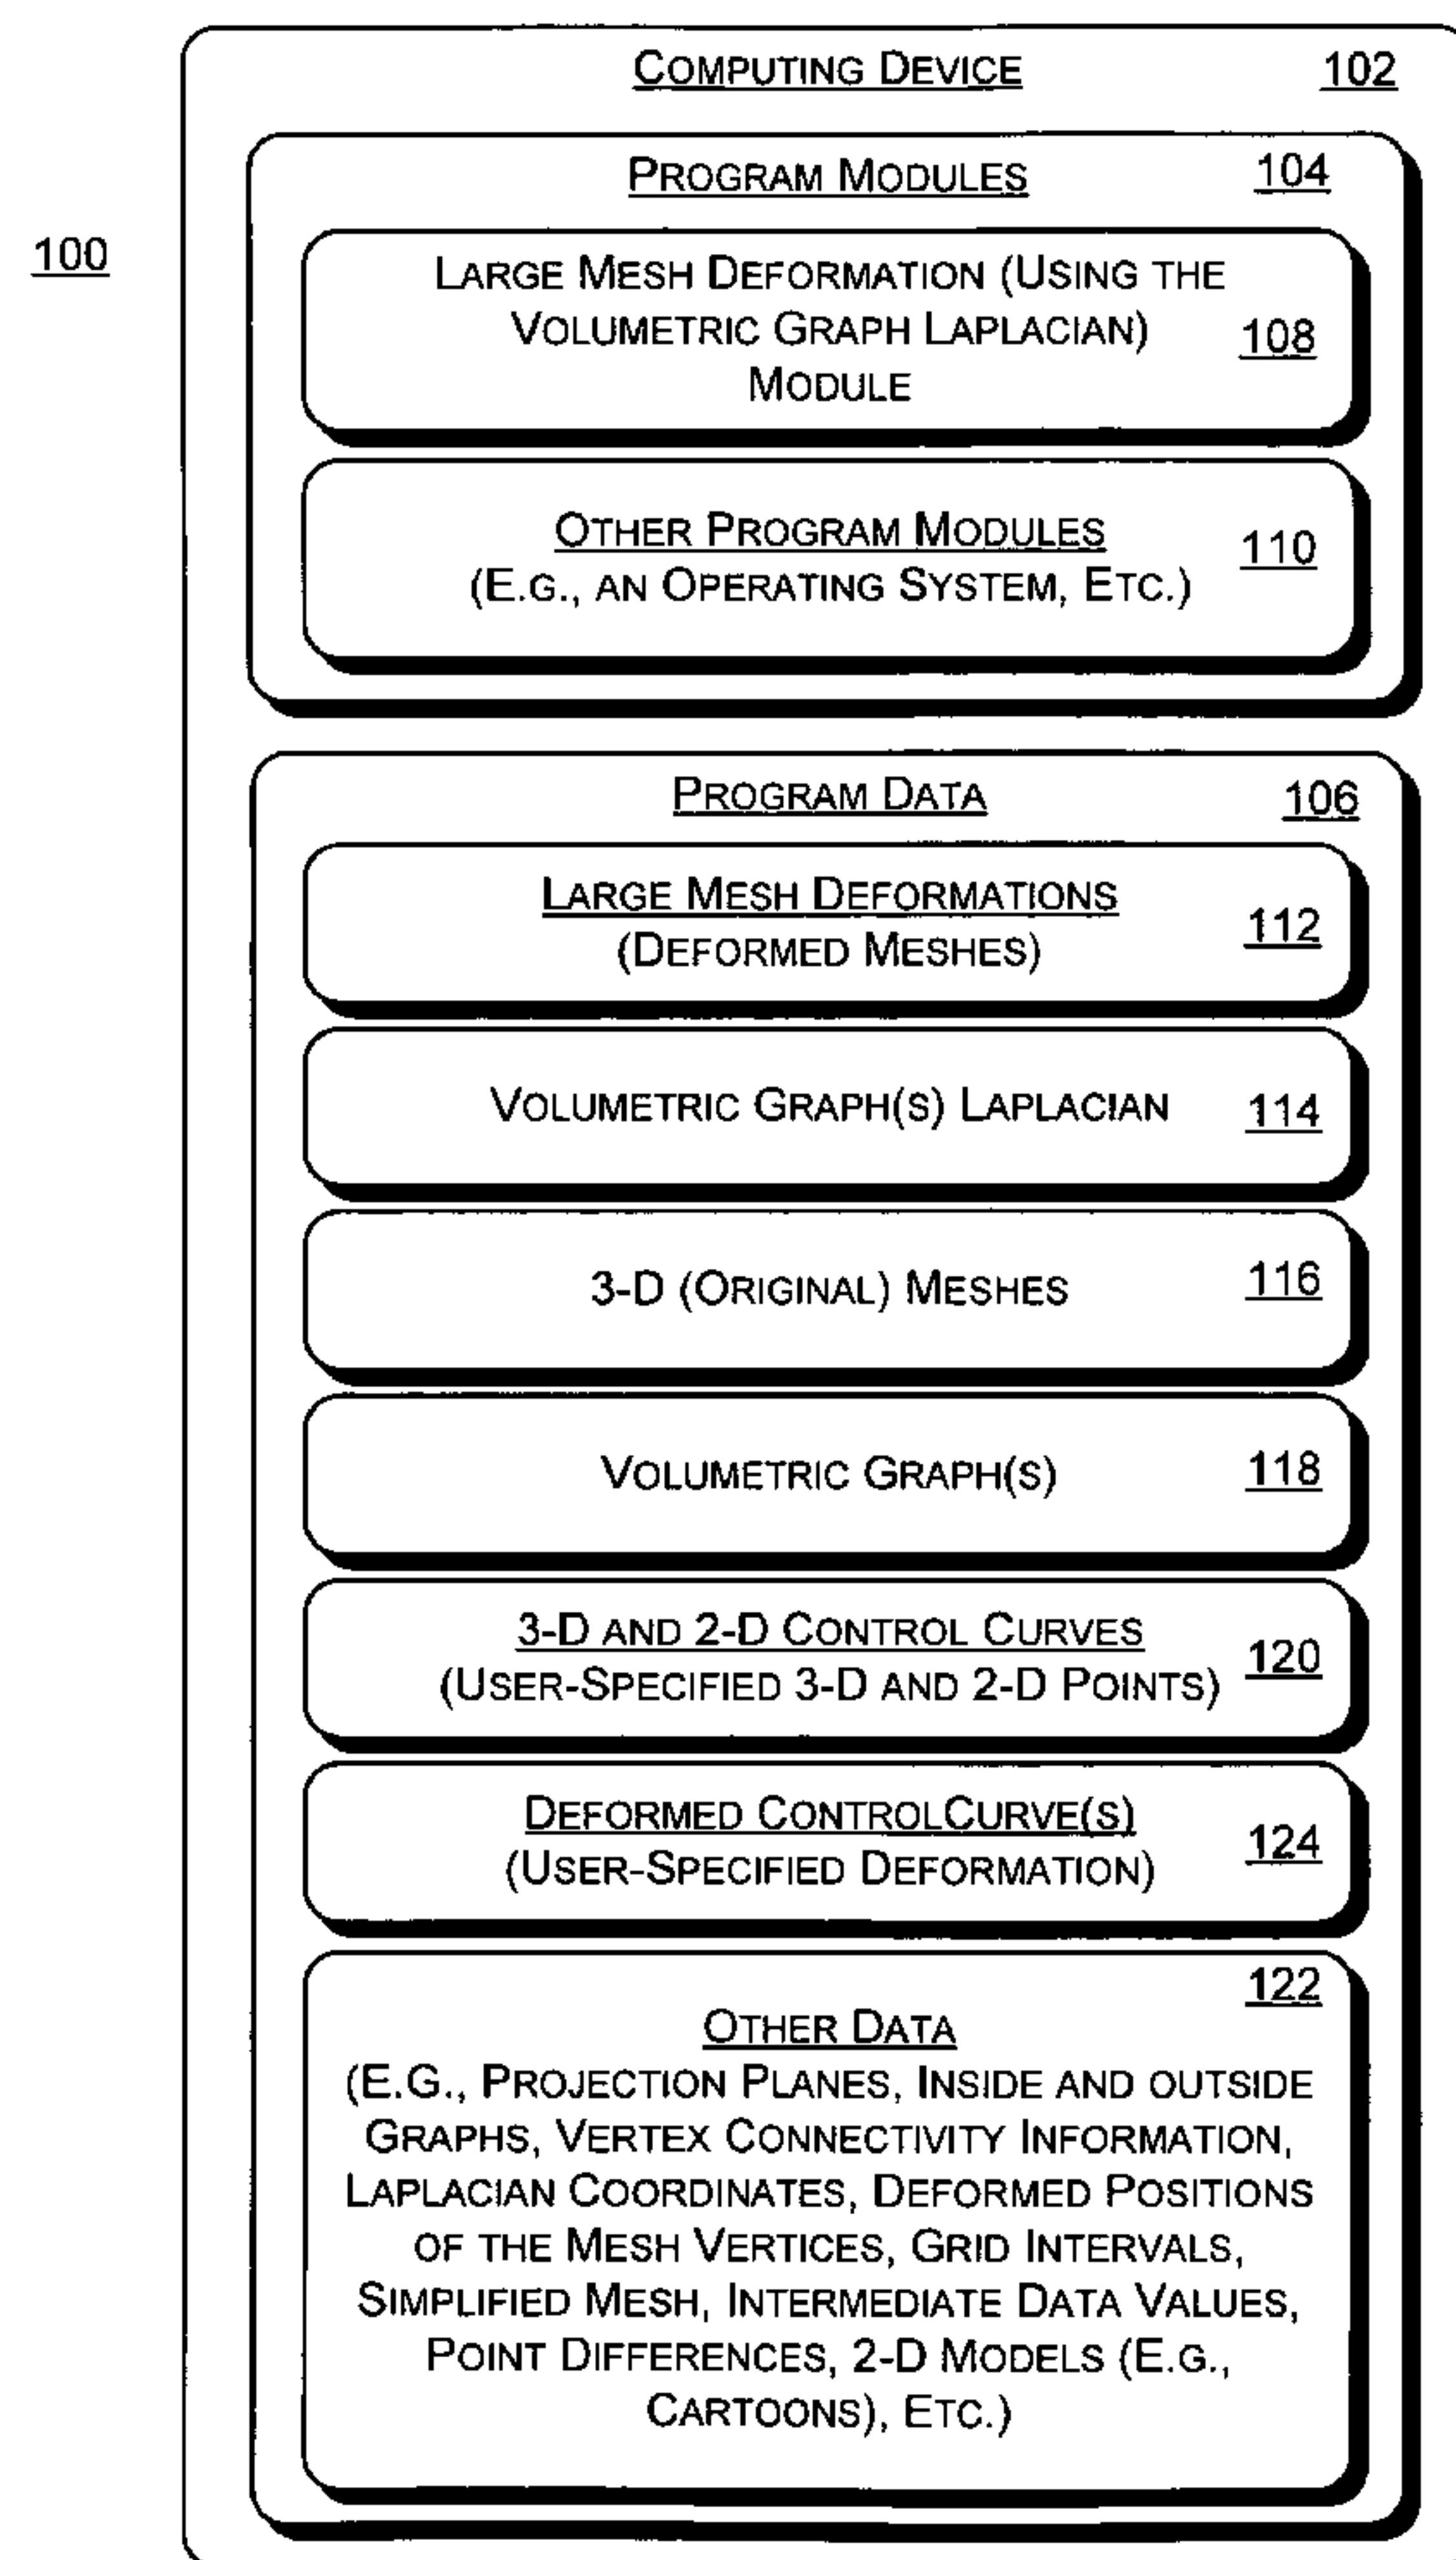 COMPUTING DEVICE 102
PROGRAM MODULES 104
100
LARGE MESH DEFORMATION (USING THE
VOLUMETRIC GRAPH LAPLACIAN) 108
MODULE
OTHER PROGRAM MODULES 110
(E.G., AN OPERATING SYSTEM, ETC.)
PROGRAM DATA 106
LARGE MESH DEFORMATIONS 112
(DEFORMED MESHES)
VOLUMETRIC GRAPH(S) LAPLACIAN 114
3-D (ORIGINAL) MESHES 116
VOLUMETRIC GRAPH(S) 118
3-D AND 2-D CONTROL CURVES 120
(USER-SPECIFIED 3-D AND 2-D POINTS)
DEFORMED CONTROLCURVE(S) 124
(USER-SPECIFIED DEFORMATION)
122
OTHER DATA
(E.G., PROJECTION PLANES, INSIDE AND OUTSIDE
GRAPHS, VERTEX CONNECTIVITY INFORMATION,
LAPLACIAN COORDINATES, DEFORMED POSITIONS
OF THE MESH VERTICES, GRID INTERVALS,
SIMPLIFIED MESH, INTERMEDIATE DATA VALUES,
POINT DIFFERENCES, 2-D MODELS (E.G.,
CARTOONS), ETC.)